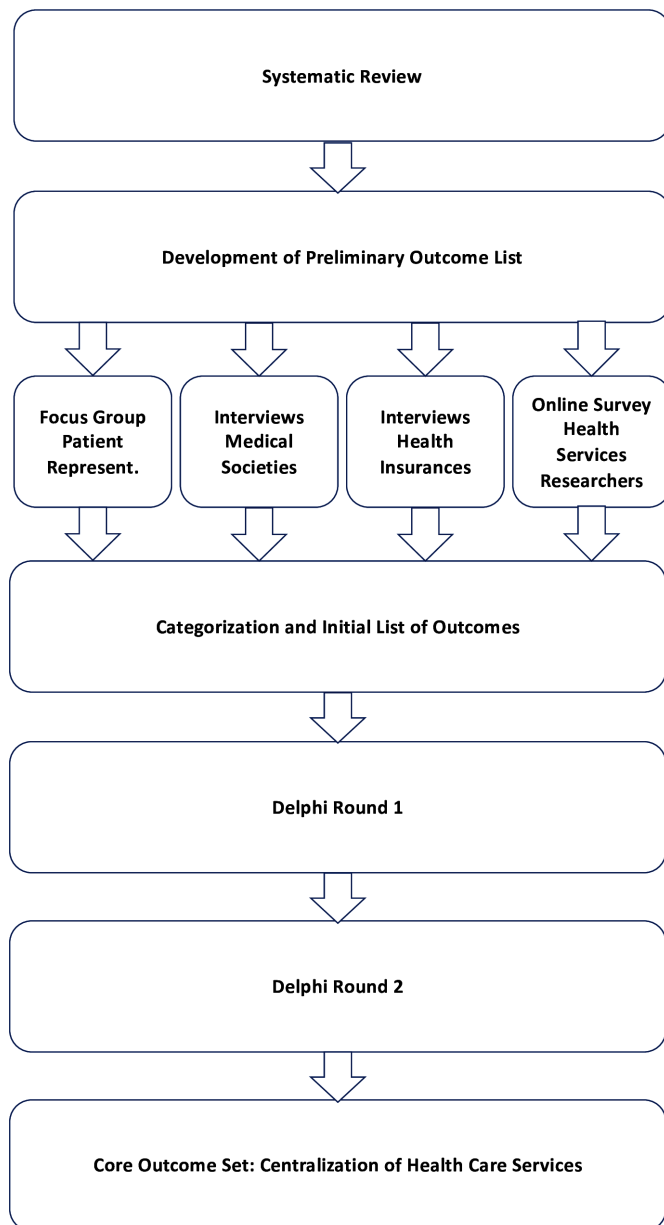 Systematic Review
Development of Preliminary Outcome List
Focus Group
Patient
Represent.
Interviews
Medical
Societies
Interviews
Health
Insurances
Online Survey
Health
Services
Researchers
Categorization and Initial List of Outcomes
Delphi Round 1
Delphi Round 2
Core Outcome Set: Centralization of Health Care Services